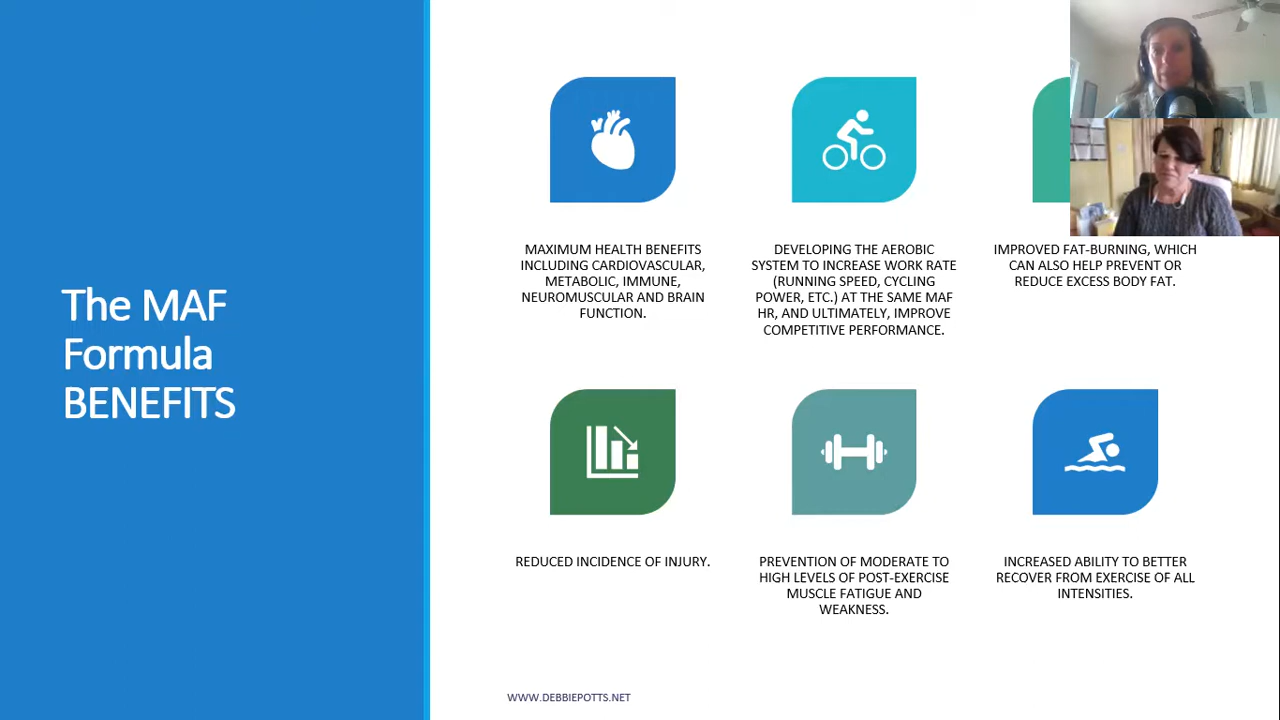 The MAF
Formula
BENEFITS
MAXIMUM HEALTH BENEFITS
INCLUDING CARDIOVASCULAR,
METABOLIC, IMMUNE,
NEUROMUSCULAR AND BRAIN
FUNCTION.
DEVELOPING THE AEROBIC
SYSTEM TO INCREASE WORK RATE
(RUNNING SPEED, CYCLING
POWER, ETC.) AT THE SAME MAF
HR, AND ULTIMATELY, IMPROVE
COMPETITIVE PERFORMANCE.
IMPROVED FAT-BURNING, WHICH
CAN ALSO HELP PREVENT OR
REDUCE EXCESS BODY FAT.
REDUCED INCIDENCE OF INJURY.
PREVENTION OF MODERATE TO
HIGH LEVELS OF POST-EXERCISE
MUSCLE FATIGUE AND
WEAKNESS.
INCREASED ABILITY TO BETTER
RECOVER FROM EXERCISE OF ALL
INTENSITIES.
WWW.DEBBIEPOTTS.NET